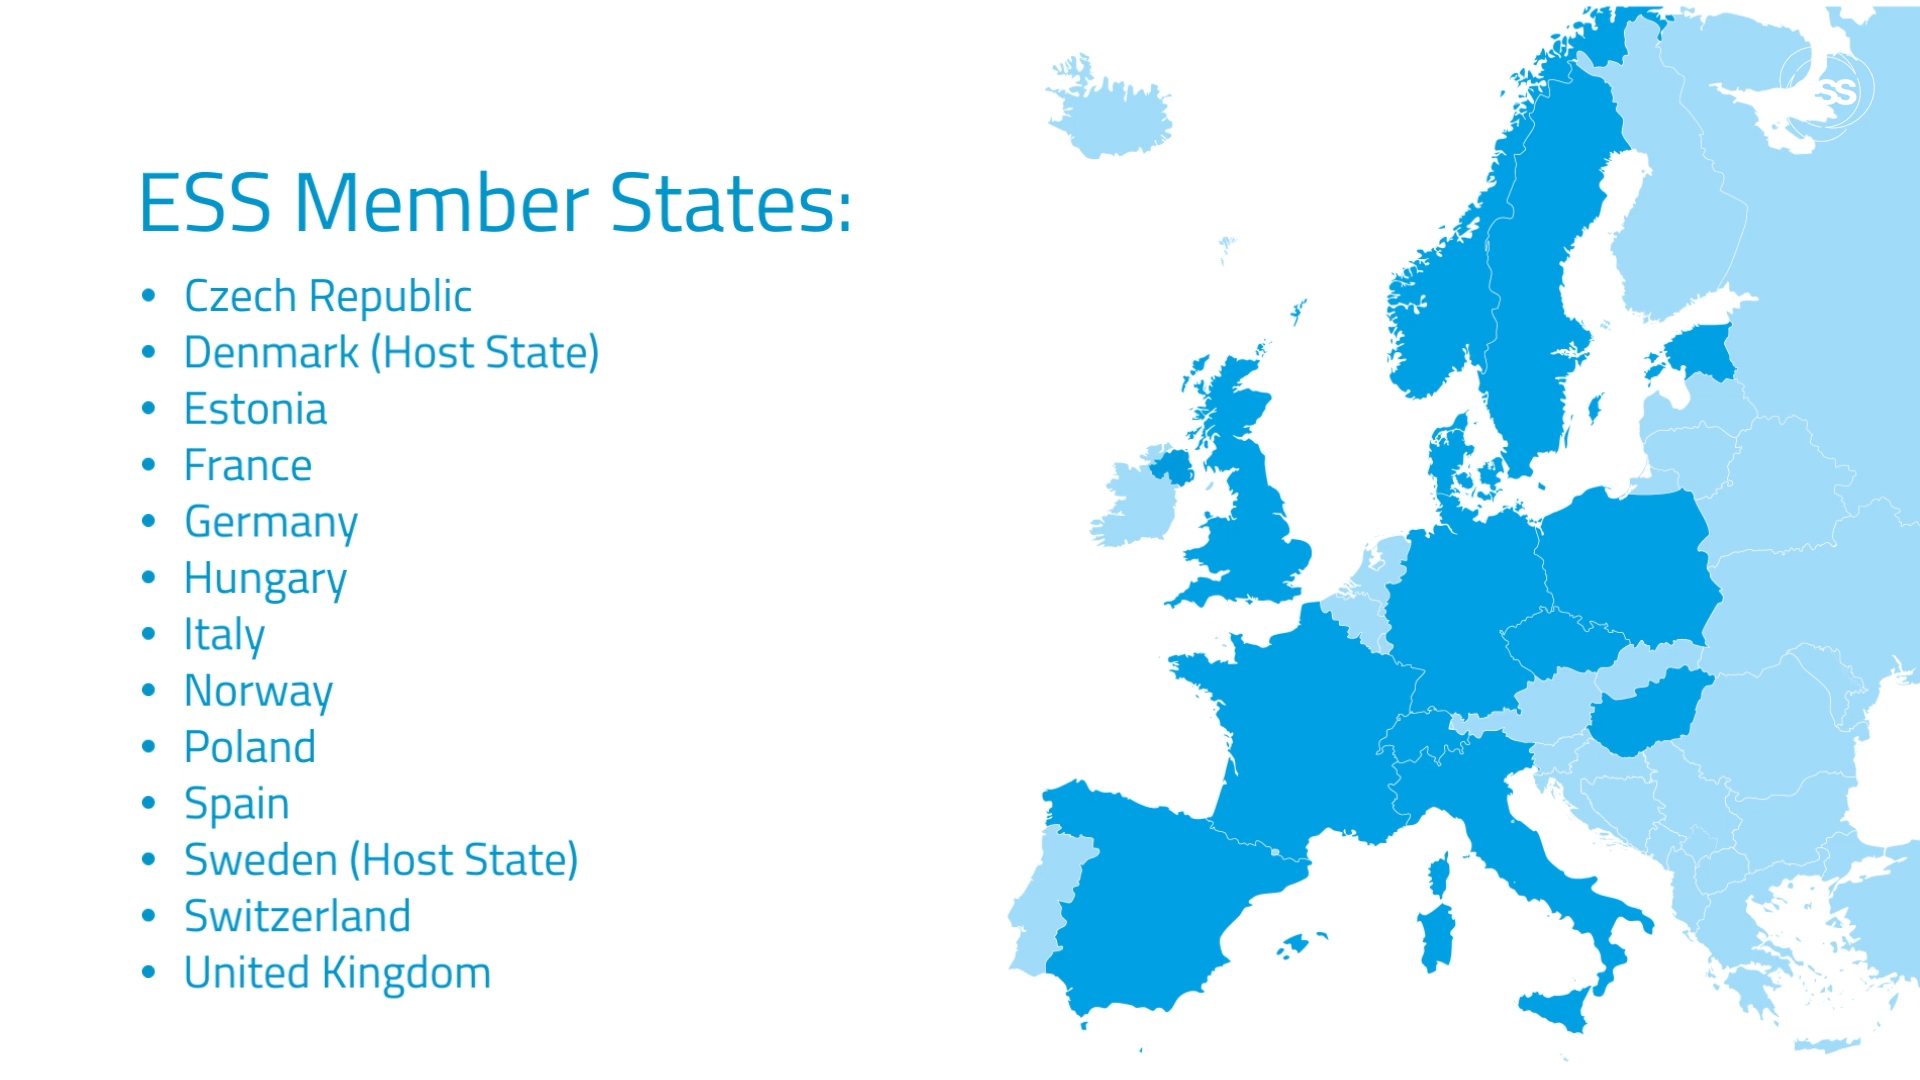 ESS Member States:
• Czech Republic
• Denmark (Host State)
• Estonia
• France
• Germany
• Hungary
• Italy
• Norway
• Poland
• Spain
• Sweden (Host State)
• Switzerland
• United Kingdom
ss